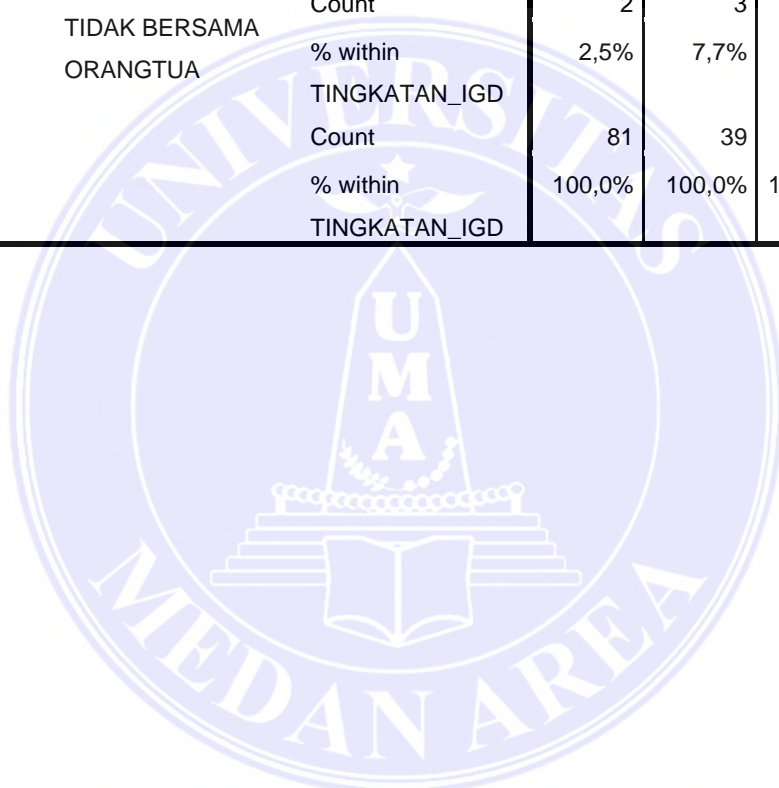 Count 2 3
TIDAK BERSAMA
ORANGTUA
% within 2,5% 7,7%
TINGKATAN_IGD
Count 81 39
% within 100,0% 100,0% 1
TINGKATAN_IGD
UNIVERSITAS
UMA
MEDAN AREA